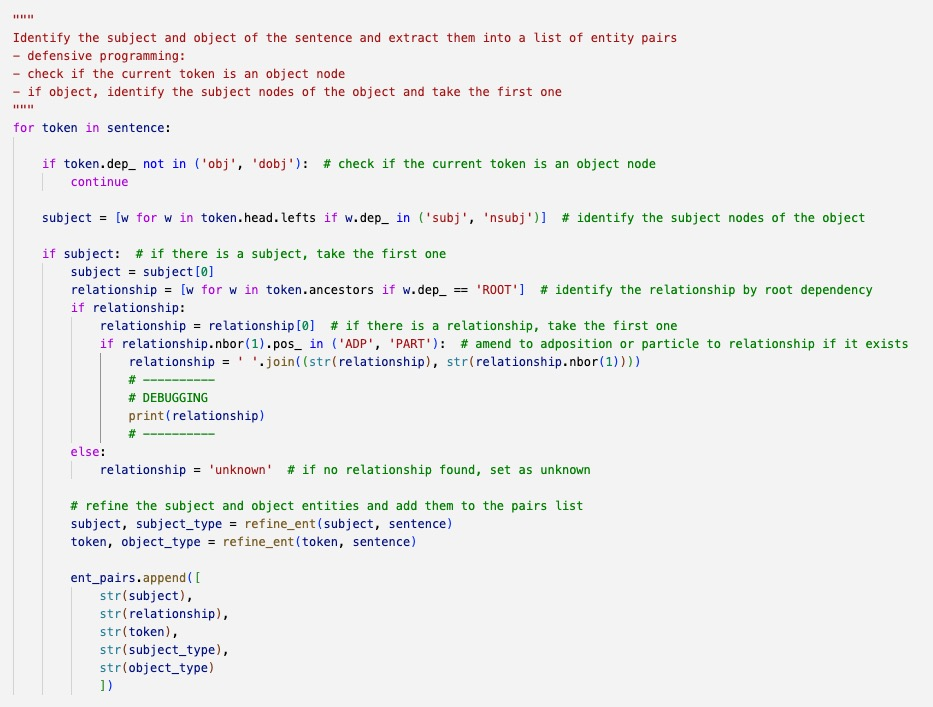 """
Identify the subject and object of the sentence and extract them into a list of entity pairs
- defensive programming:
- check if the current token is an object node
- if object, identify the subject nodes of the object and take the first one
"""
for token in sentence:

    if token.dep_ not in ('obj', 'dobj'):  # check if the current token is an object node
        continue

    subject = [w for w in token.head.lefts if w.dep_ in ('subj', 'nsubj')]  # identify the subject nodes of the object

    if subject:  # if there is a subject, take the first one
        subject = subject[0]
        relationship = [w for w in token.ancestors if w.dep_ == 'ROOT']  # identify the relationship by root dependency
        if relationship:
            relationship = relationship[0]  # if there is a relationship, take the first one
            if relationship.nbor(1).pos_ in ('ADP', 'PART'):  # amend to adposition or particle to relationship if it exists
                relationship = ' '.join((str(relationship), str(relationship.nbor(1))))
                # ----------
                # DEBUGGING
                print(relationship)
                # ----------
        else:
            relationship = 'unknown'  # if no relationship found, set as unknown

        # refine the subject and object entities and add them to the pairs list
        subject, subject_type = refine_ent(subject, sentence)
        token, object_type = refine_ent(token, sentence)

        ent_pairs.append([
            str(subject),
            str(relationship),
            str(token),
            str(subject_type),
            str(object_type)
            ])